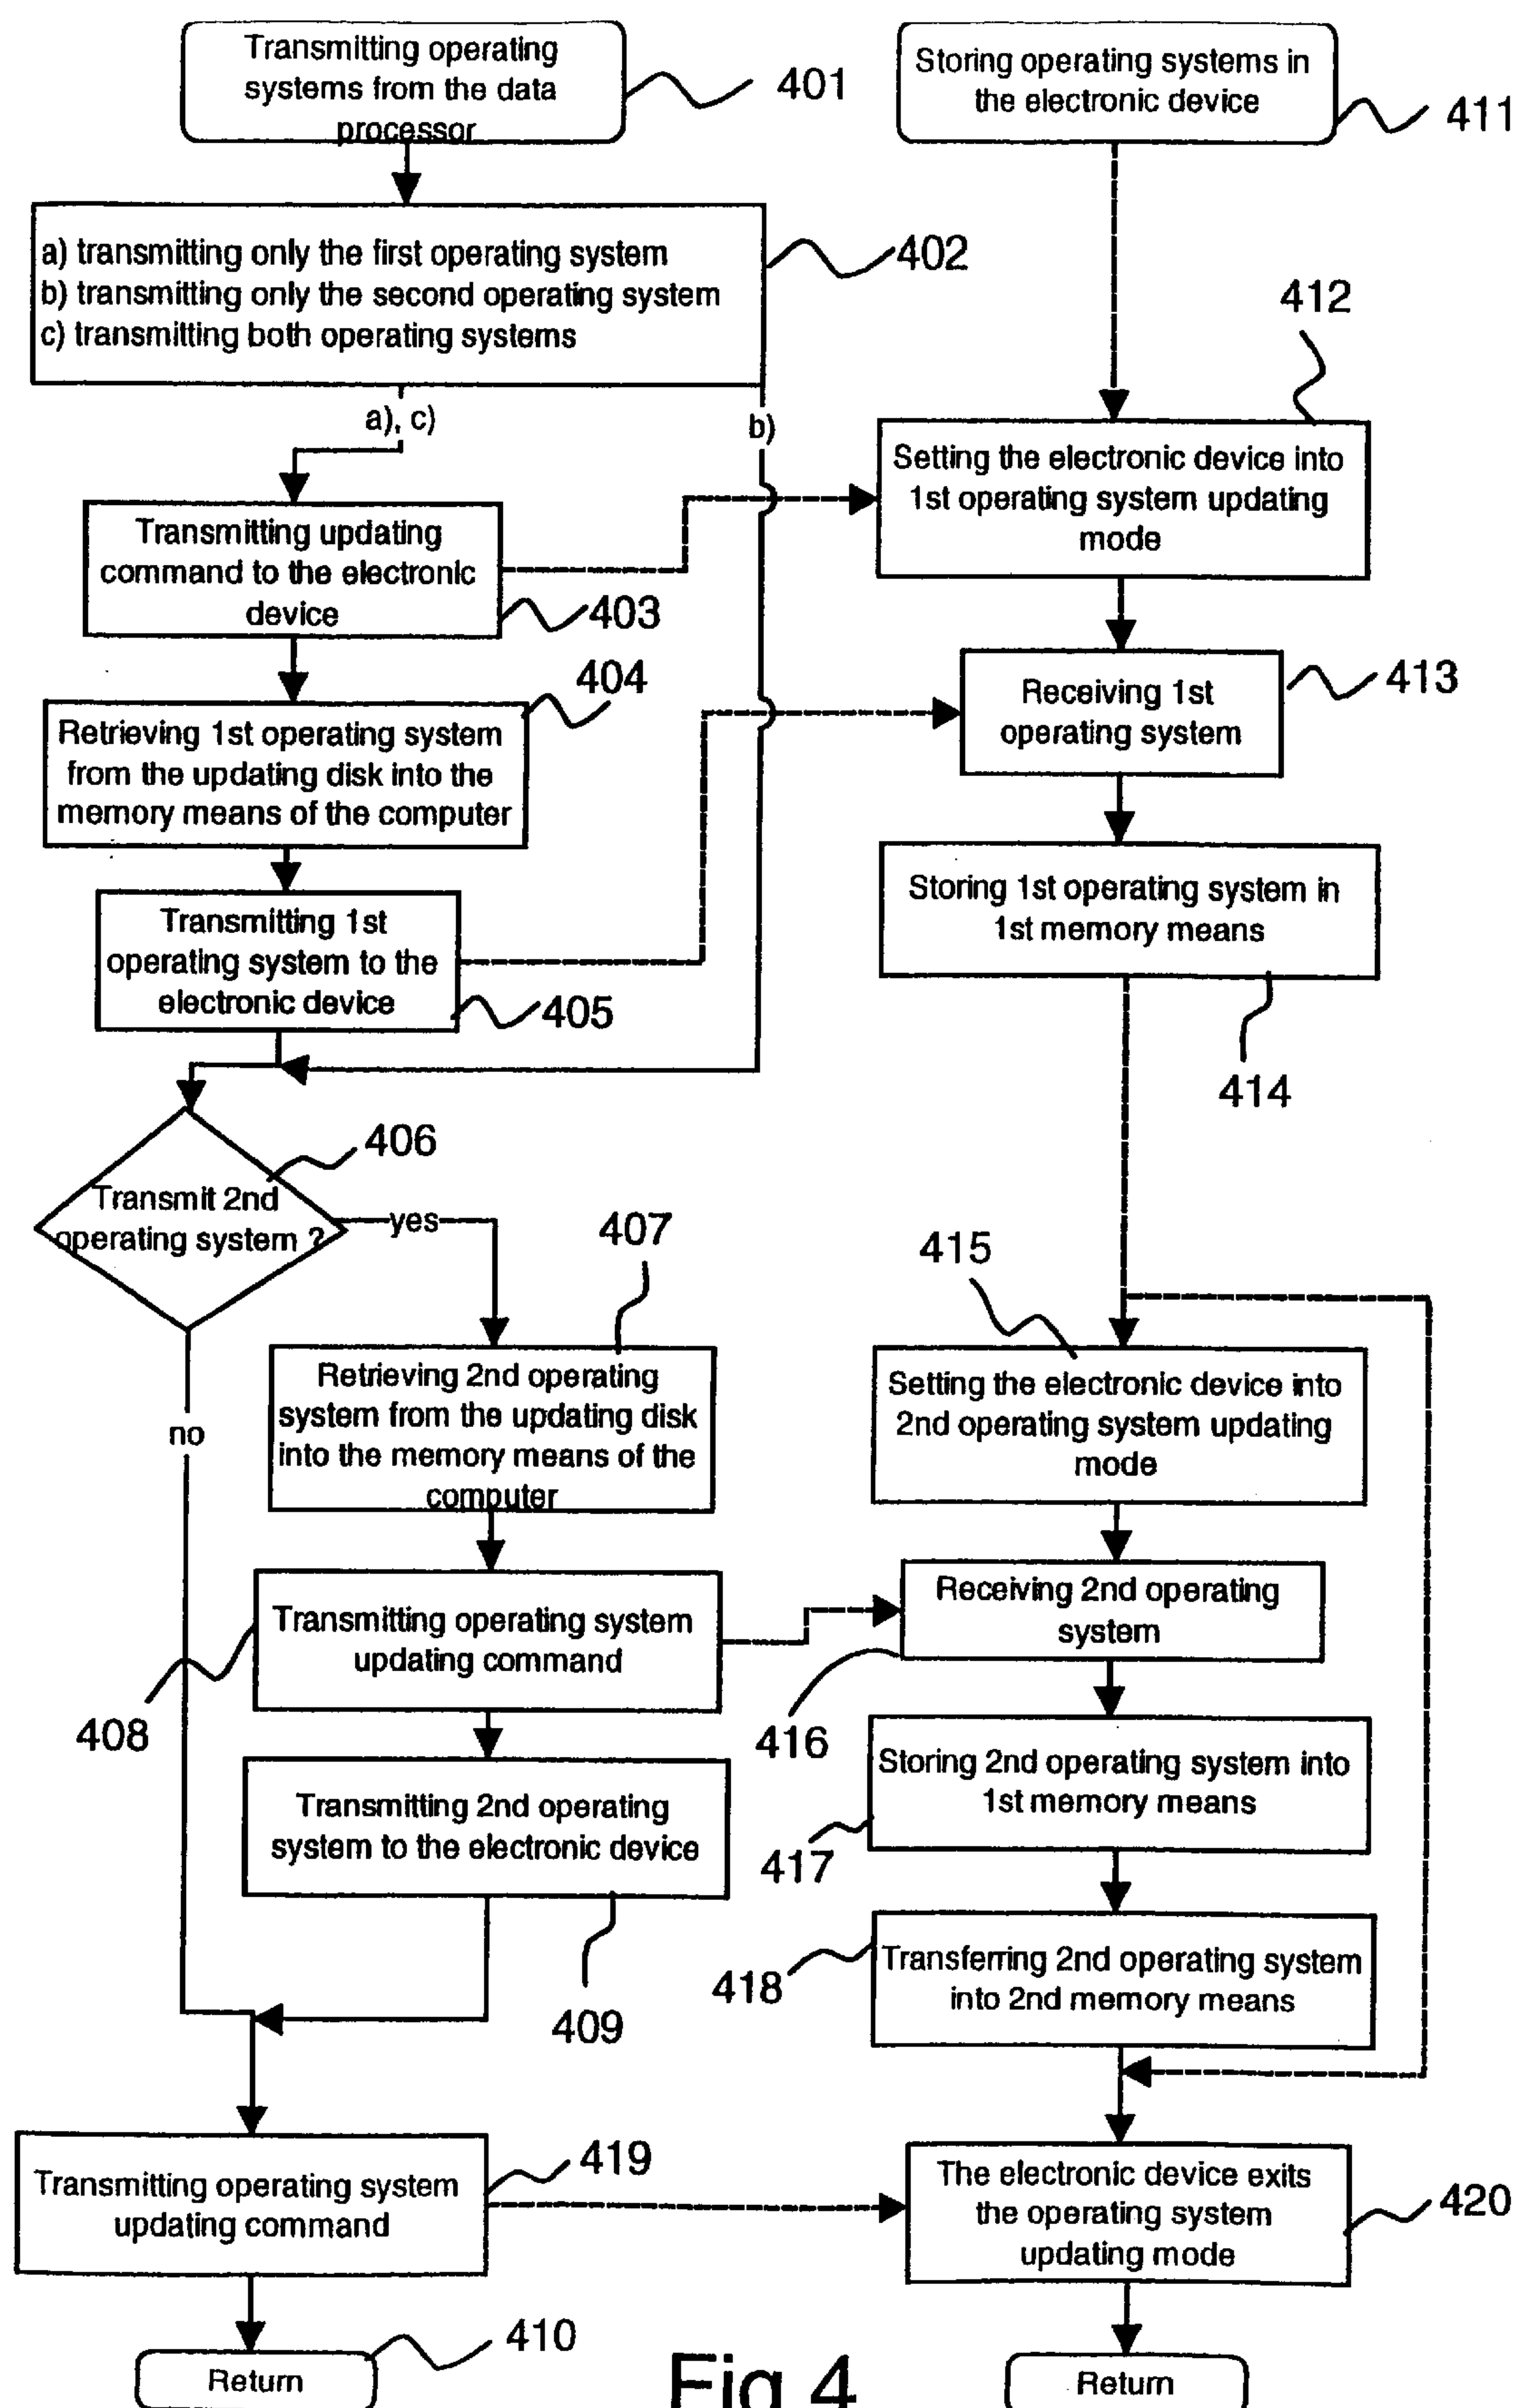 Transmitting operating
systems from the data
processor
401
Storing operating systems in
the electronic device
411
a) transmitting only the first operating system
b) transmitting only the second operating system
c) transmitting both operating systems
402
412
a), c)
b)
Setting the electronic device into
1st operating system updating
mode
Transmitting updating
command to the electronic
device
403
404
Receiving 1st
operating system
413
Retrieving 1st operating system
from the updating disk into the
memory means of the computer
Storing 1st operating system in
1st memory means
414
Transmitting 1st
operating system to the
electronic device
405
406
Transmit 2nd
operating system ?
yes
no
407
415
Retrieving 2nd operating
system from the updating disk
into the memory means of the
computer
Setting the electronic device into
2nd operating system updating
mode
Transmitting operating system
updating command
408
Receiving 2nd operating
system
416
Transmitting 2nd operating
system to the electronic device
409
Storing 2nd operating system into
1st memory means
417
Transferring 2nd operating system
into 2nd memory means
418
Transmitting operating system
updating command
419
The electronic device exits
the operating system
updating mode
420
Return
410
Fig 4
Return